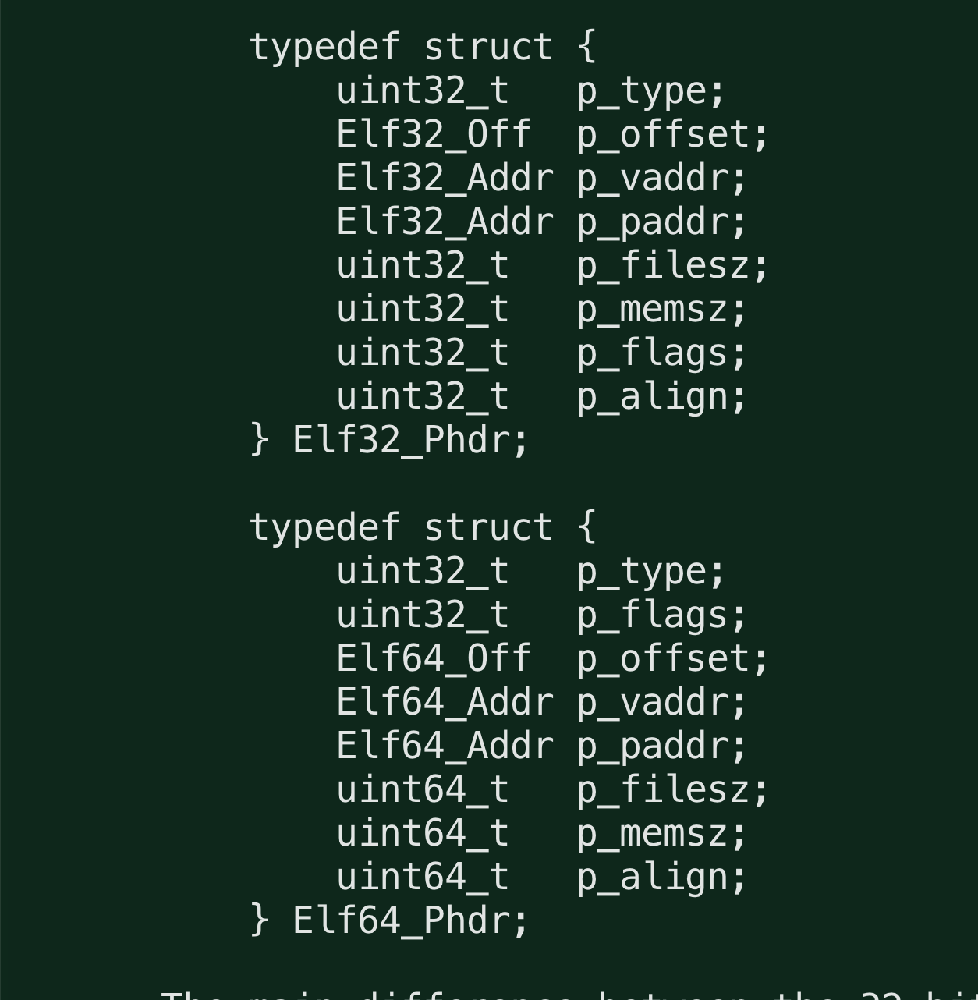 typedef struct {
    uint32_t   p_type;
    Elf32_Off  p_offset;
    Elf32_Addr p_vaddr;
    Elf32_Addr p_paddr;
    uint32_t   p_filesz;
    uint32_t   p_memsz;
    uint32_t   p_flags;
    uint32_t   p_align;
} Elf32_Phdr;

typedef struct {
    uint32_t   p_type;
    uint32_t   p_flags;
    Elf64_Off  p_offset;
    Elf64_Addr p_vaddr;
    Elf64_Addr p_paddr;
    uint64_t   p_filesz;
    uint64_t   p_memsz;
    uint64_t   p_align;
} Elf64_Phdr;

The main difference between the 32